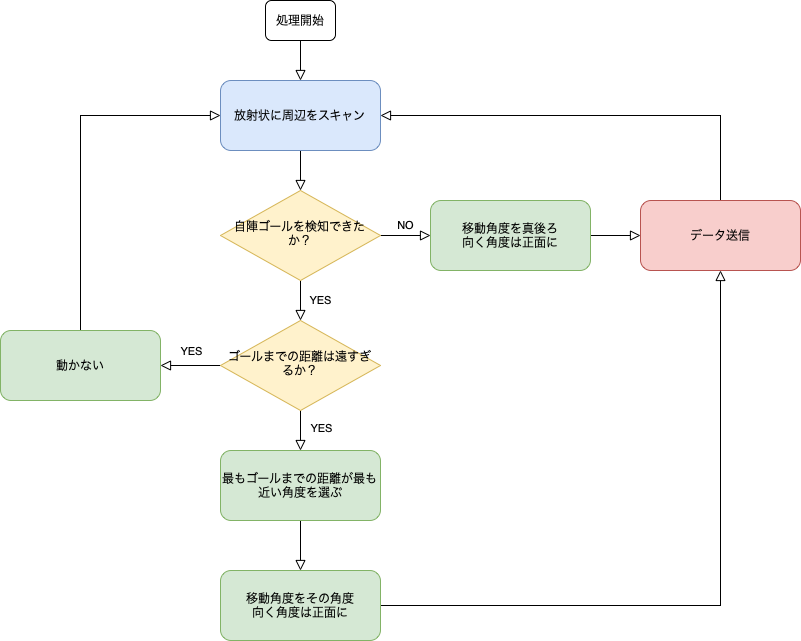 処理開始
放射状に周辺をスキャン
自陣ゴールを検知できた
か？
NO
移動角度を真後ろ
向く角度は正面に
データ送信
YES
ゴールまでの距離は遠すぎ
るか？
YES
動かない
YES
最もゴールまでの距離が最も
近い角度を選ぶ
移動角度をその角度
向く角度は正面に